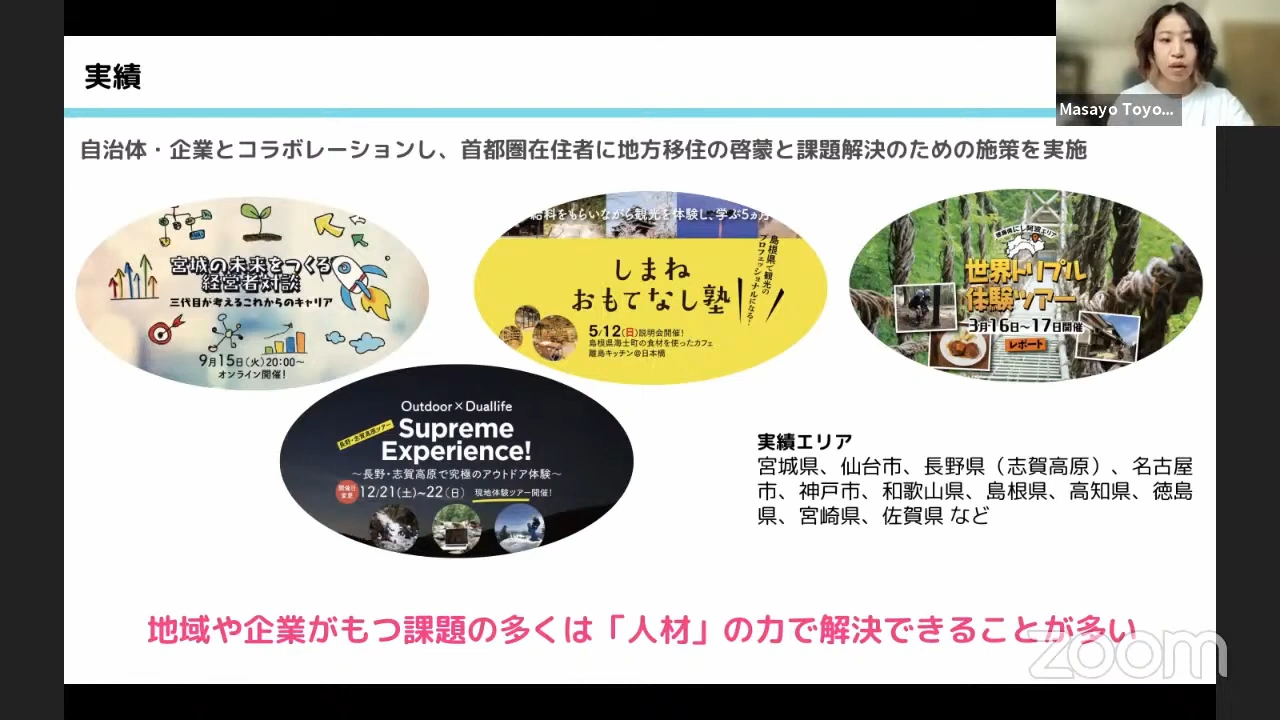 実績
Masayo Toyo...
自治体・企業とコラボレーションし、首都圏在住者に地方移住の啓蒙と課題解決のための施策を実施
宮城の未来をつくる
経営者対談
三代目が考えるこれからのキャリア
9月15日(火)20:00〜
オンライン開催!
給料をもらいながら観光を体験し、学ぶ5ヵ月
島根県で観光の
プロフェッショナルになる!
しまね
おもてなし塾
5/12(日)説明会開催!
島根県海士町の食材を使ったカフェ
離島キッチン@日本橋
世界トリプル
体験ツアー
3月16日〜17日開催
レポート
Outdoor×Duallife
長野・志賀高原ツアー
Supreme
Experience!
〜長野・志賀高原で究極のアウトドア体験〜
開催日
変更
12/21(土)~22(日) 現地体験ツアー開催!
実績エリア
宮城県、仙台市、長野県(志賀高原)、名古屋
市、神戸市、和歌山県、島根県、高知県、徳島
県、宮崎県、佐賀県 など
地域や企業がもつ課題の多くは「人材」の力で解決できることが多い
zoom